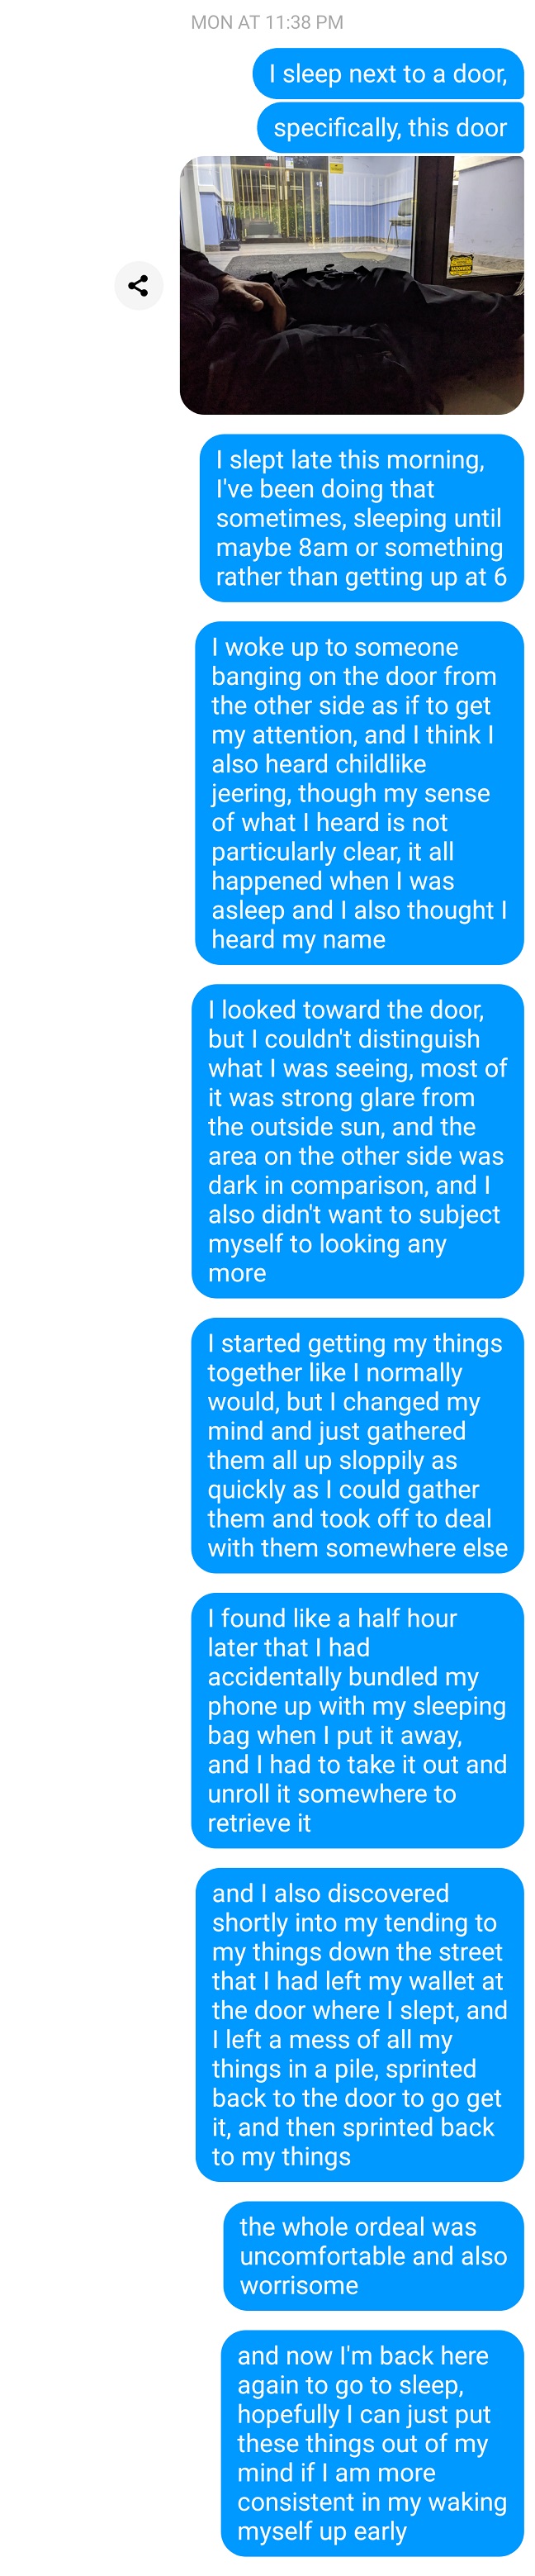 MON AT 11:38 PM
I sleep next to a door,
specifically, this door
I slept late this morning,
I've been doing that
sometimes, sleeping until
maybe 8am or something
rather than getting up at 6
I woke up to someone
banging on the door from
the other side as if to get
my attention, and I think I
also heard childlike
jeering, though my sense
of what I heard is not
particularly clear, it all
happened when I was
asleep and I also thought I
heard my name
I looked toward the door,
but I couldn't distinguish
what I was seeing, most of
it was strong glare from
the outside sun, and the
area on the other side was
dark in comparison, and I
also didn't want to subject
myself to looking any
more
I started getting my things
together like I normally
would, but I changed my
mind and just gathered
them all up sloppily as
quickly as I could gather
them and took off to deal
with them somewhere else
I found like a half hour
later that I had
accidentally bundled my
phone up with my sleeping
bag when I put it away,
and I had to take it out and
unroll it somewhere to
retrieve it
and I also discovered
shortly into my tending to
my things down the street
that I had left my wallet at
the door where I slept, and
I left a mess of all my
things in a pile, sprinted
back to the door to go get
it, and then sprinted back
to my things
the whole ordeal was
uncomfortable and also
worrisome
and now I'm back here
again to go to sleep,
hopefully I can just put
these things out of my
mind if I am more
consistent in my waking
myself up early